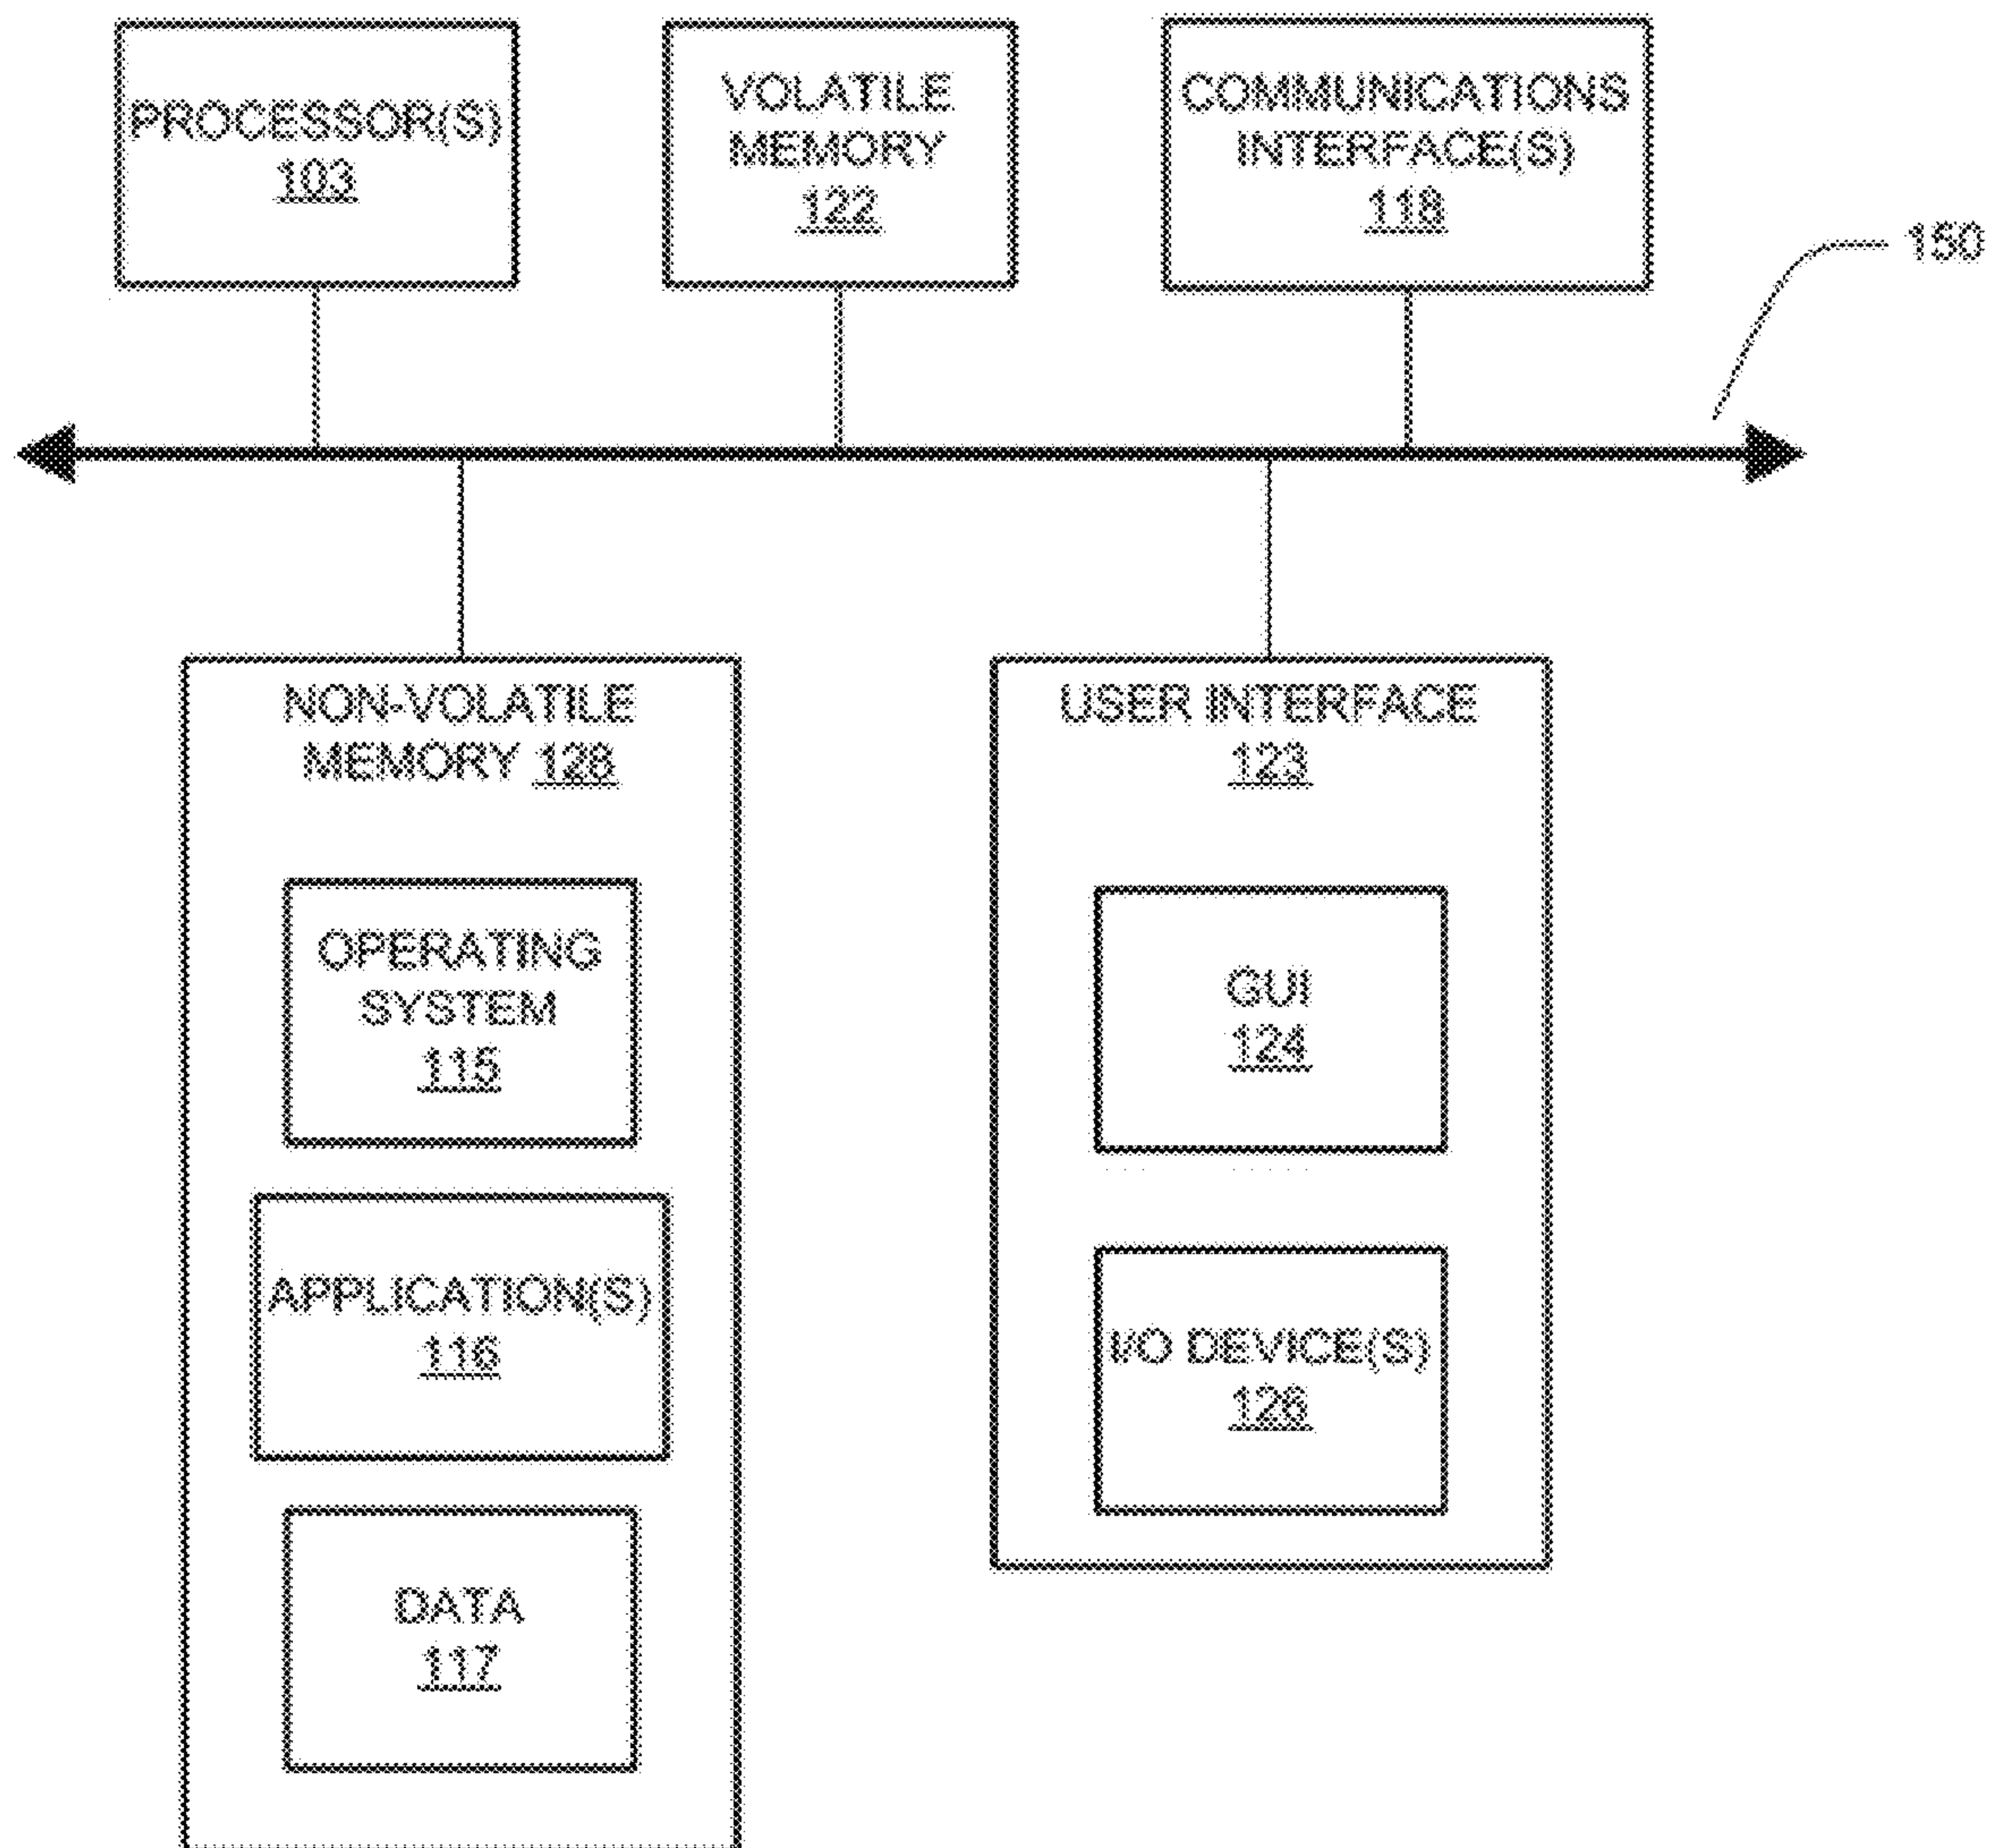 PROCESSOR(S)
103
VOLATILE
MEMORY
122
COMMUNICATIONS
INTERFACE(S)
118
150
NON-VOLATILE
MEMORY 128
USER INTERFACE
123
OPERATING
SYSTEM
115
GUI
124
APPLICATION(S)
116
I/O DEVICE(S)
126
DATA
117